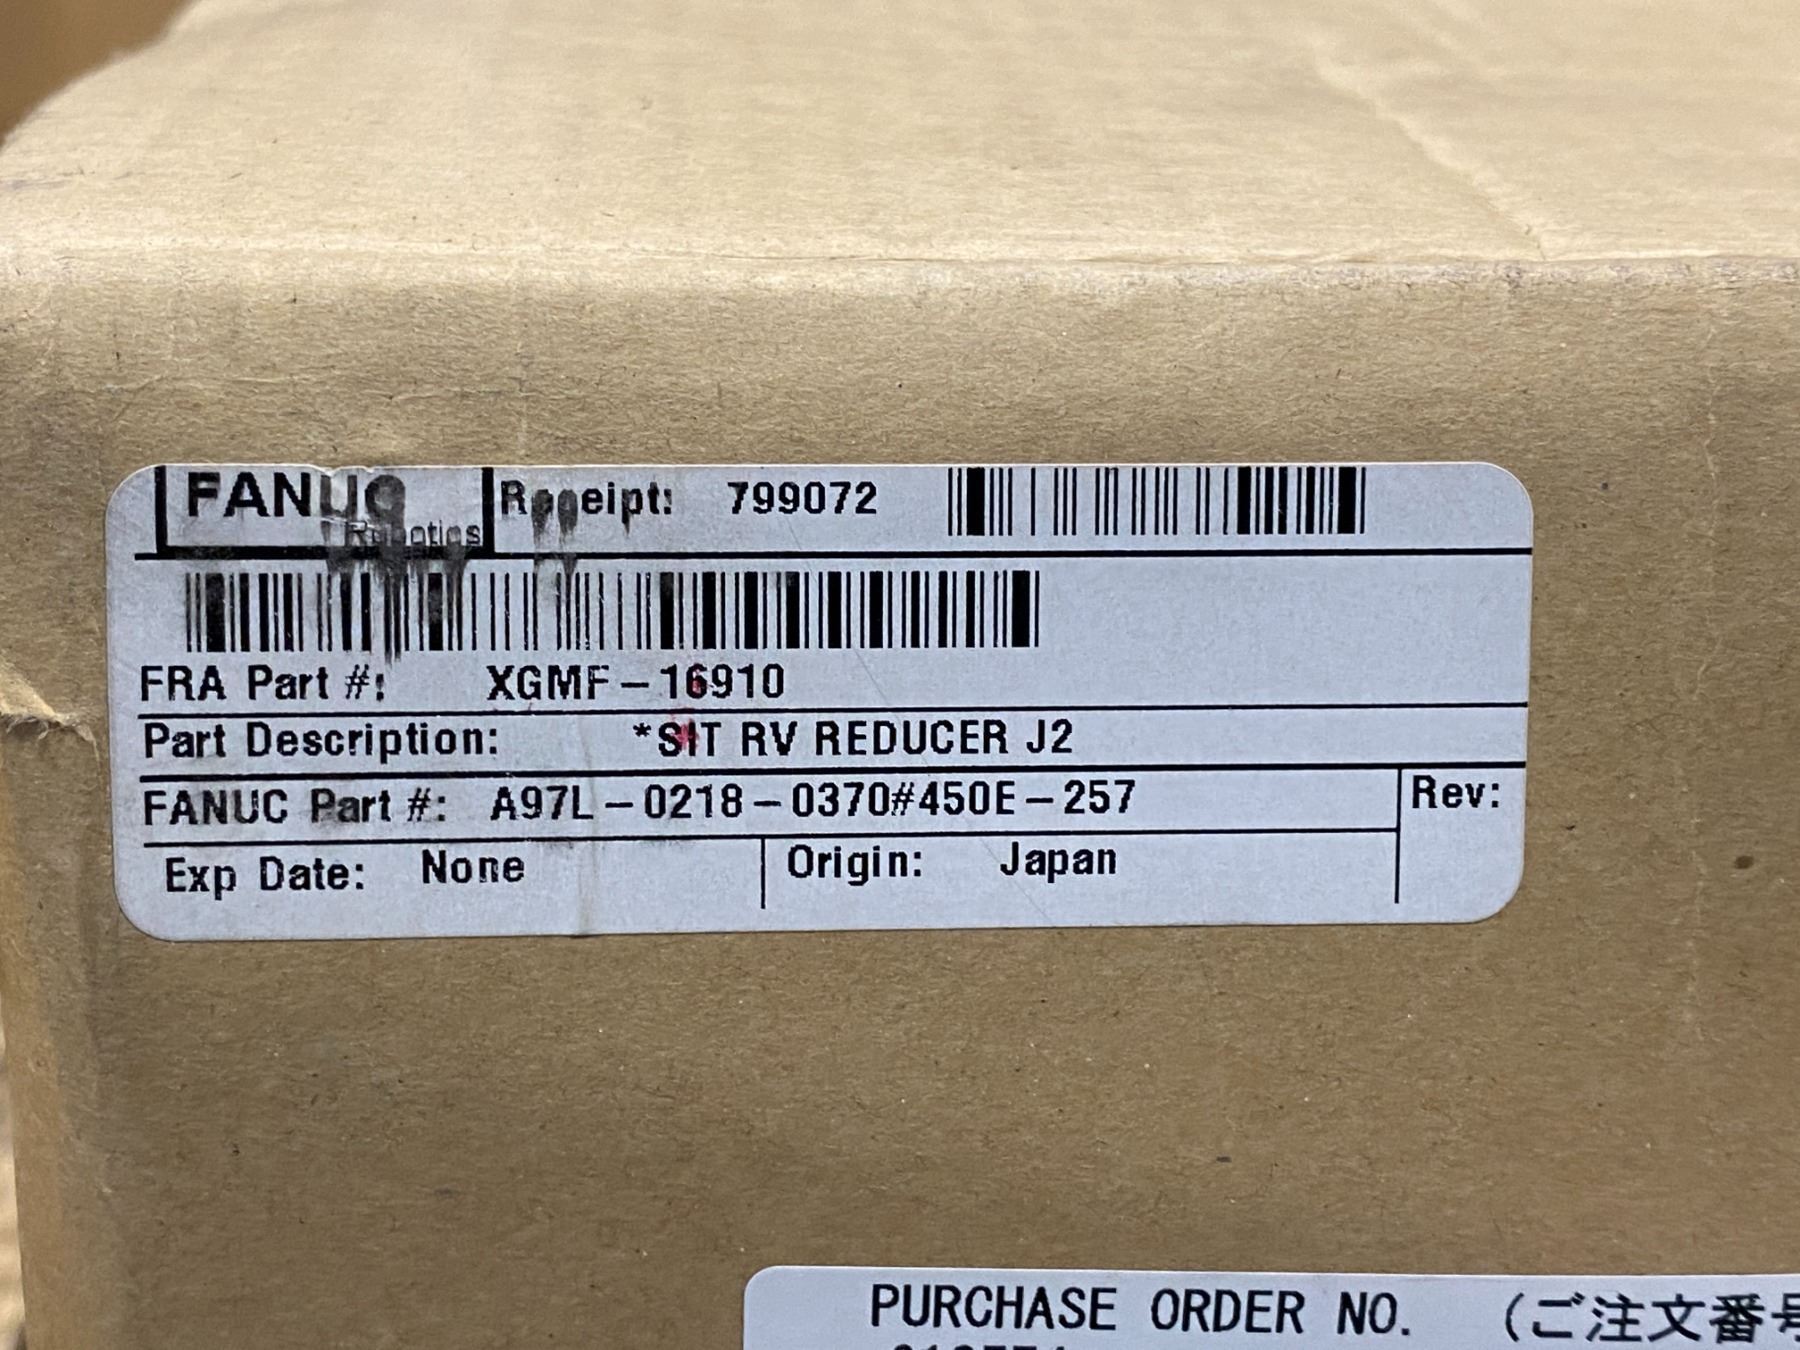 FANUC Receipt: 799072
Robotics
FRA Part #: XGMF-16910
Part Description: *SIT RV REDUCER J2
FANUC Part #: A97L-0218-0370#450E-257 Rev:
Exp Date: None Origin: Japan
PURCHASE ORDER NO. (ご注文番号